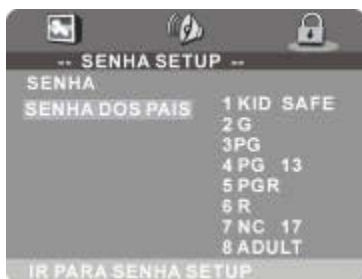 -- SENHA SETUP --
SENHA
SENHA DOS PAIS
1 KID SAFE
2 G
3PG
4 PG 13
5 PGR
6 R
7 NC 17
8 ADULT
IR PARA SENHA SETUP